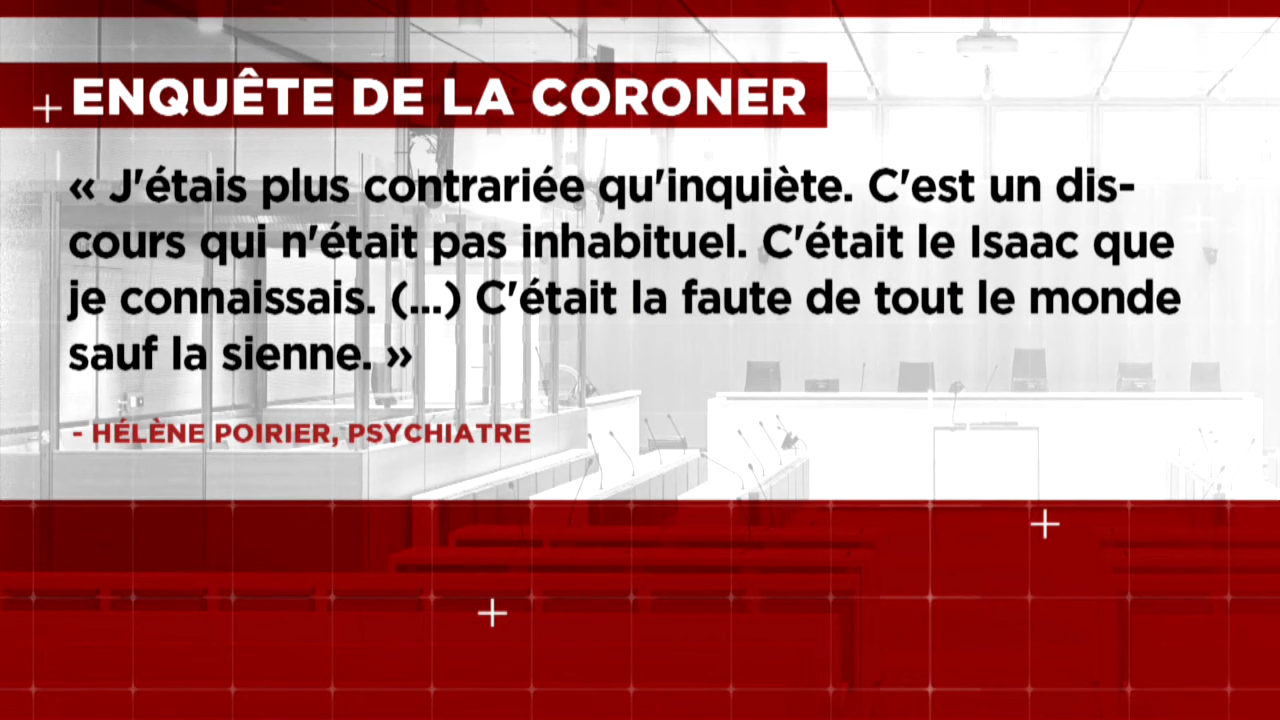 ENQUÊTE DE LA CORONER
« J'étais plus contrariée qu'inquiète. C'est un dis-
cours qui n'était pas inhabituel. C'était le Isaac que
je connaissais. (...) C'était la faute de tout le monde
sauf la sienne. »
- HÉLÈNE POIRIER, PSYCHIATRE